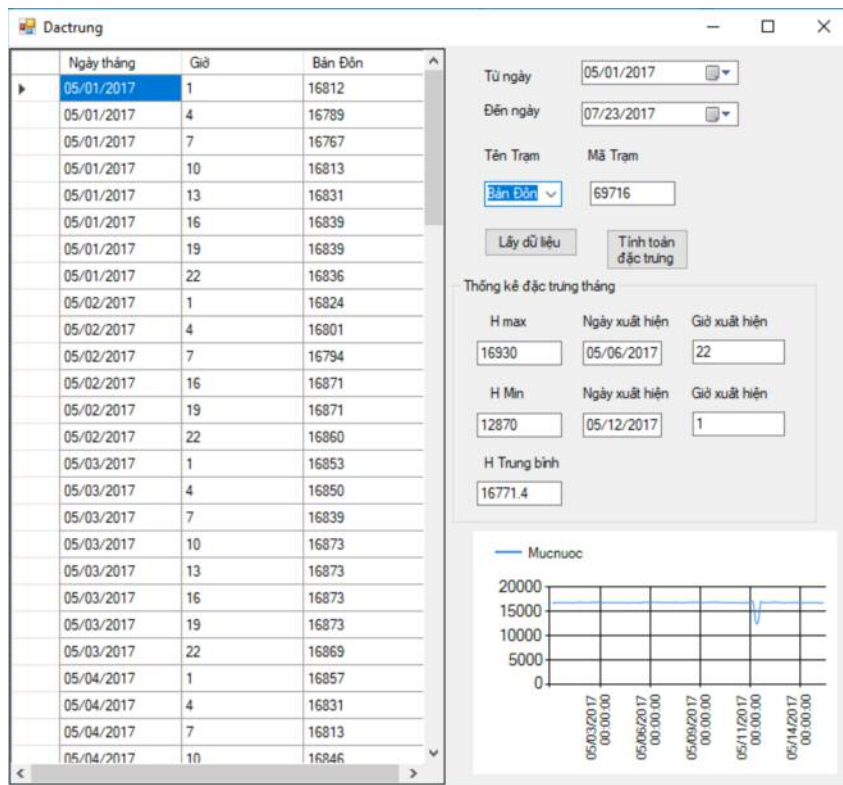 Dactrung
Ngày tháng Giờ Bản Đôn
05/01/2017 1 16812
05/01/2017 4 16789
05/01/2017 7 16767
05/01/2017 10 16813
05/01/2017 13 16831
05/01/2017 16 16839
05/01/2017 19 16839
05/01/2017 22 16836
05/02/2017 1 16824
05/02/2017 4 16801
05/02/2017 7 16794
05/02/2017 16 16871
05/02/2017 19 16871
05/02/2017 22 16860
05/03/2017 1 16853
05/03/2017 4 16850
05/03/2017 7 16839
05/03/2017 10 16873
05/03/2017 13 16873
05/03/2017 16 16873
05/03/2017 19 16873
05/03/2017 22 16869
05/04/2017 1 16857
05/04/2017 4 16831
05/04/2017 7 16813
05/04/2017 10 16846
Từ ngày 05/01/2017
Đến ngày 07/23/2017
Tên Trạm Mã Trạm
Bản Đôn 69716
Lấy dữ liệu Tính toán
đặc trưng
Thống kê đặc trưng tháng
H max Ngày xuất hiện Giờ xuất hiện
16930 05/06/2017 22
H Min Ngày xuất hiện Giờ xuất hiện
12870 05/12/2017 1
H Trung bình
16771.4
Mucnuoc
20000
15000
10000
5000
0
05/03/2017 00:00:00
05/06/2017 00:00:00
05/09/2017 00:00:00
05/11/2017 00:00:00
05/14/2017 00:00:00